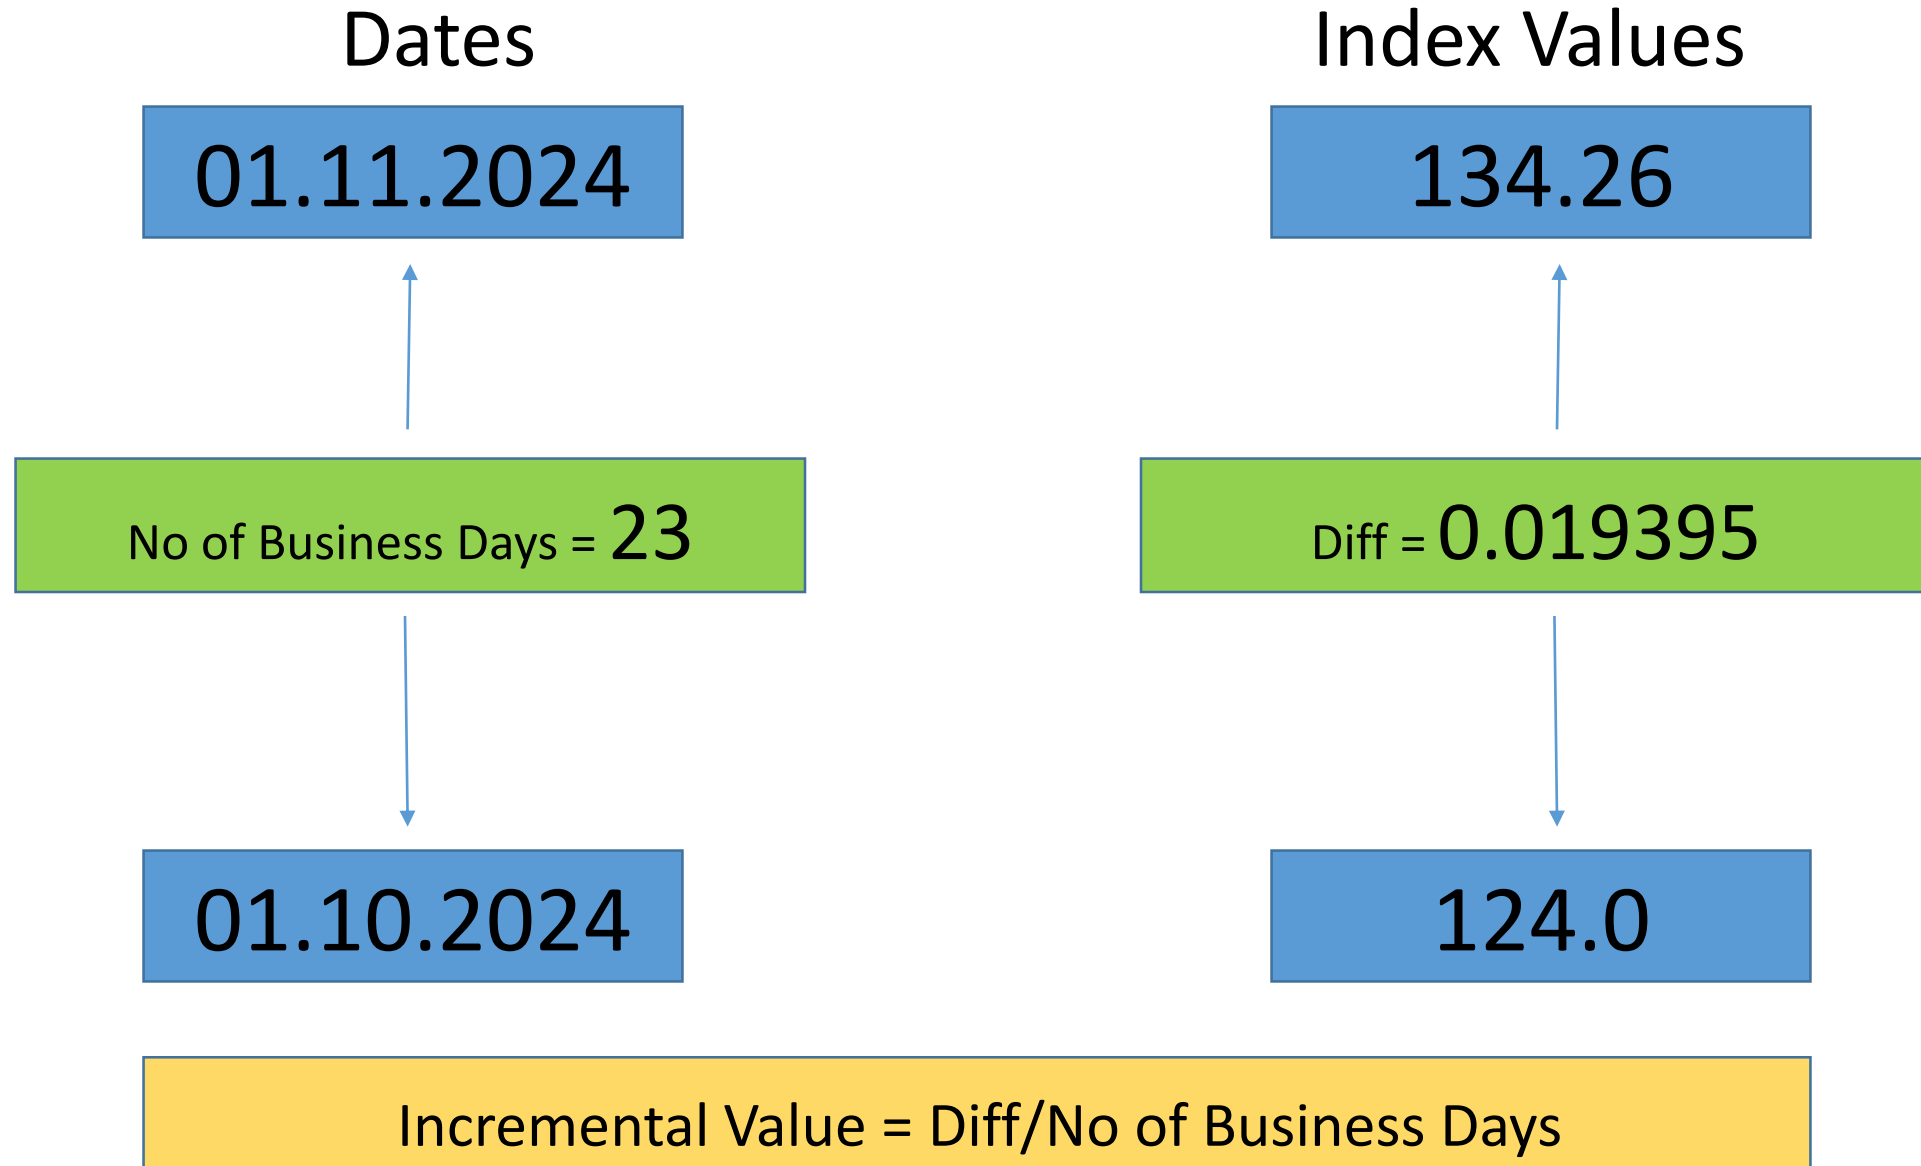 Dates
Index Values
01.11.2024
134.26
No of Business Days = 23
Diff = 0.019395
01.10.2024
124.0
Incremental Value = Diff/No of Business Days